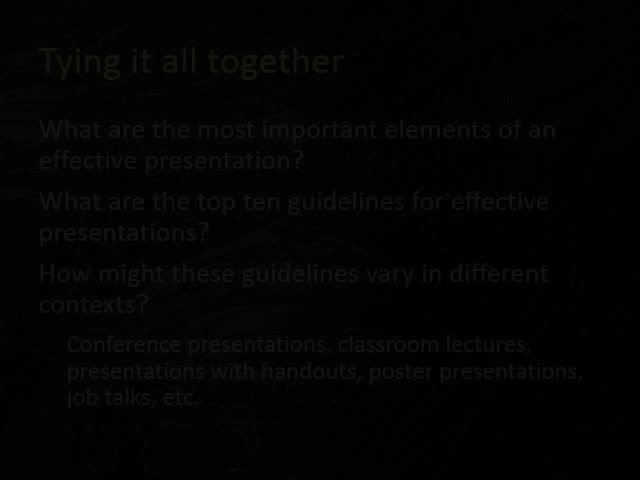 Tying it all together
What are the most important elements of an
effective presentation?
What are the top ten guidelines for effective
presentations?
How might these guidelines vary in different
contexts?
Conference presentations, classroom lectures,
presentations with handouts, poster presentations,
job talks, etc.